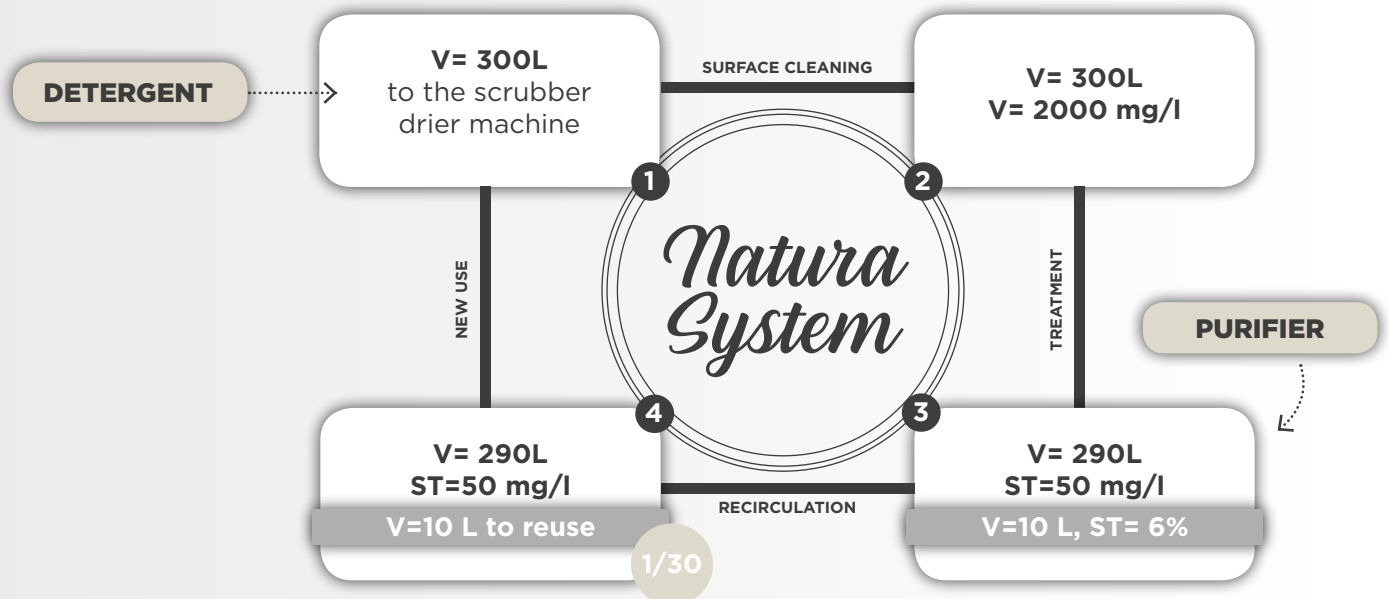 DETERGENT
V= 300L
to the scrubber
drier machine
SURFACE CLEANING
V= 300L
V= 2000 mg/l
1
2
Natura
System
NEW USE
TREATMENT
PURIFIER
4
3
V= 290L
ST=50 mg/l
V=10 L to reuse
1/30
RECIRCULATION
V= 290L
ST=50 mg/l
V=10 L, ST= 6%